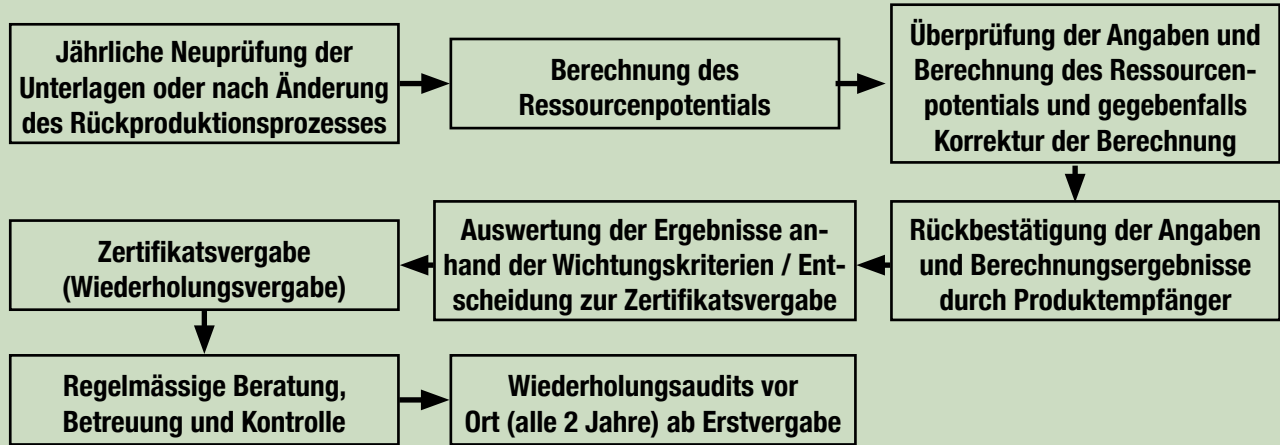 Jährliche Neuprüfung der
Unterlagen oder nach Änderung
des Rückproduktionsprozesses
Berechnung des
Ressourcenpotentials
Überprüfung der Angaben und
Berechnung des Ressourcen-
potentials und gegebenfalls
Korrektur der Berechnung
Rückbestätigung der Angaben
und Berechnungsergebnisse
durch Produktempfänger
Auswertung der Ergebnisse an-
hand der Wichtungskriterien / Ent-
scheidung zur Zertifikatsvergabe
Zertifikatsvergabe
(Wiederholungsvergabe)
Regelmässige Beratung,
Betreuung und Kontrolle
Wiederholungsaudits vor
Ort (alle 2 Jahre) ab Erstvergabe